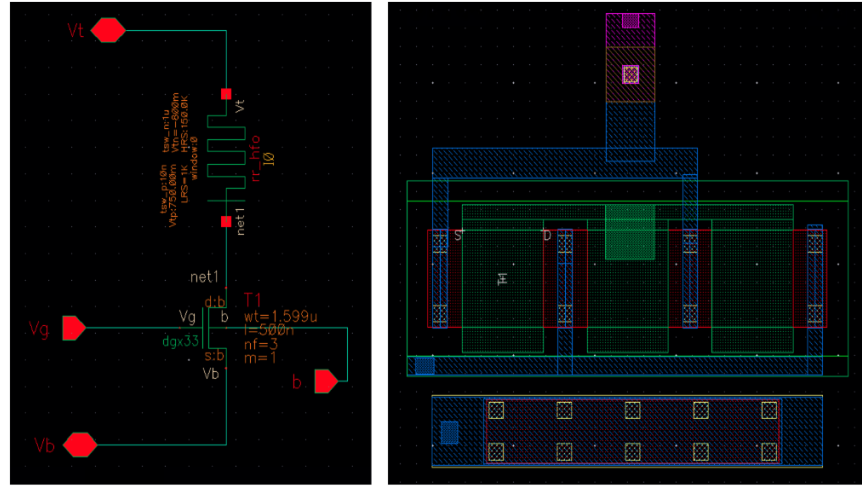 Vt
Vt
tsw_p:10n tsw_n:1u
Vtp:750.00m Vtn=-800m
LRS=1K HRS:150.0K
window:0
rr_hfo
I0
net1
net1
d:b
T1
Vg
b
wt=1.599u
l=500n
Vg
dgx33
nf=3
s:b
m=1
Vb
b
Vb
S
D